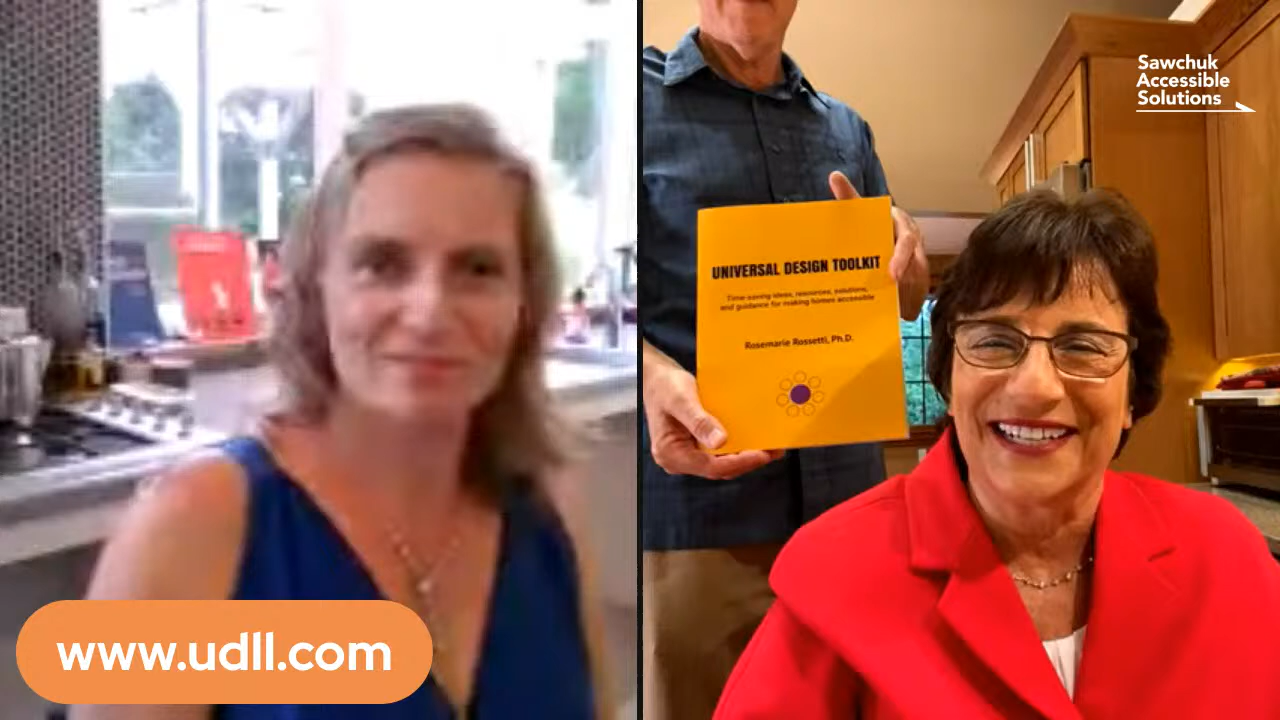 Sawchuk
Accessible
Solutions
UNIVERSAL DESIGN TOOLKIT
Time-saving ideas, resources, solutions,
and guidance for making homes accessible
Rosemarie Rossetti, Ph.D.
www.udll.com